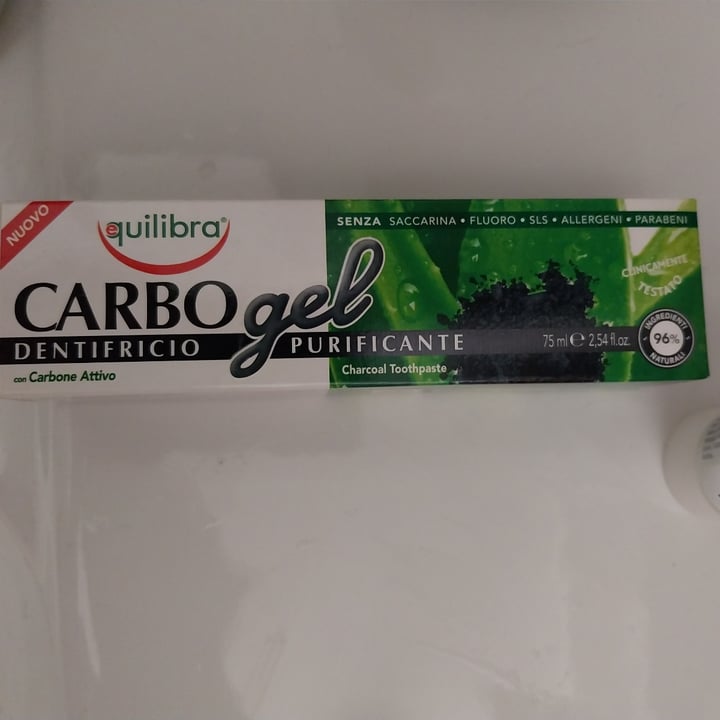 NUOVO
equilibra®
SENZA SACCARINA • FLUORO • SLS • ALLERGENI • PARABENI
CARBO gel
CLINICAMENTE
TESTATO
DENTIFRICIO PURIFICANTE
75 ml ℮ 2,54 fl.oz.
INGREDIENTI
96%
NATURALI
con Carbone Attivo
Charcoal Toothpaste